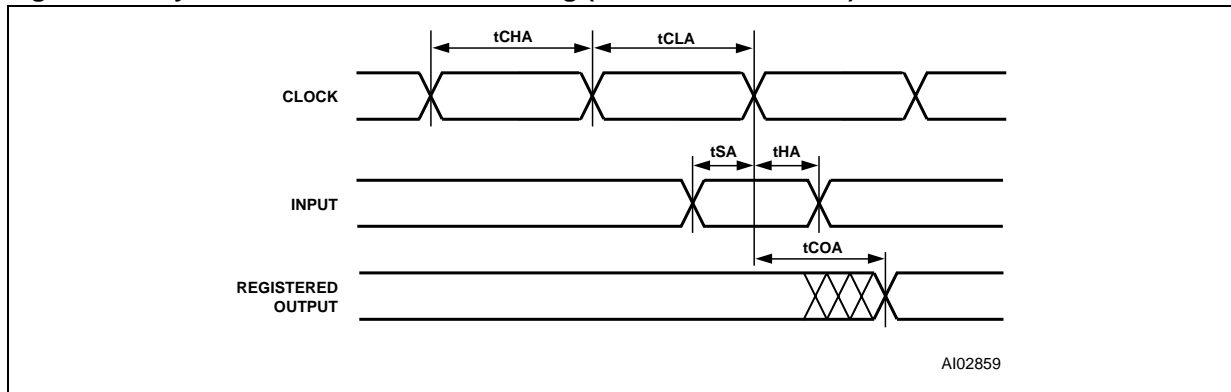 tCHA tCLA
CLOCK
tSA tHA
INPUT
tCOA
REGISTERED
OUTPUT
AI02859